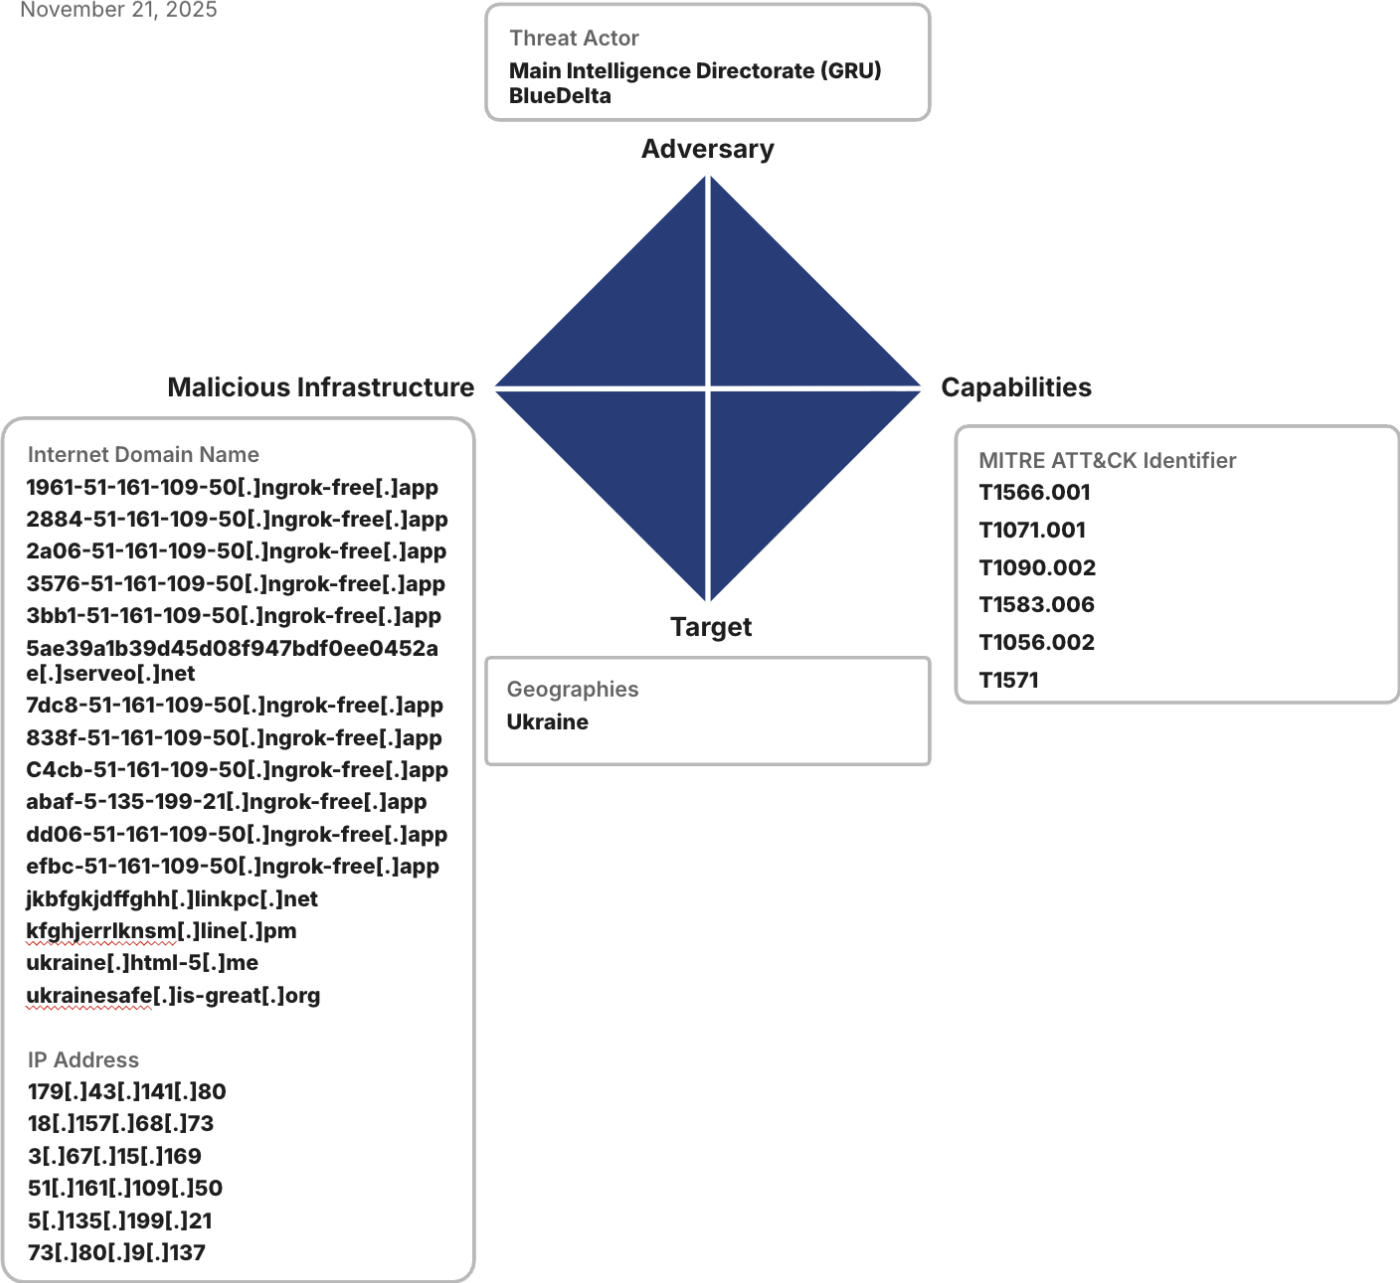 November 21, 2025
Threat Actor
Main Intelligence Directorate (GRU)
BlueDelta
Adversary
Malicious Infrastructure
Capabilities
Internet Domain Name
1961-51-161-109-50[.]ngrok-free[.]app
2884-51-161-109-50[.]ngrok-free[.]app
2a06-51-161-109-50[.]ngrok-free[.]app
3576-51-161-109-50[.]ngrok-free[.]app
3bb1-51-161-109-50[.]ngrok-free[.]app
5ae39a1b39d45d08f947bdf0ee0452a
e[.]serveo[.]net
7dc8-51-161-109-50[.]ngrok-free[.]app
838f-51-161-109-50[.]ngrok-free[.]app
C4cb-51-161-109-50[.]ngrok-free[.]app
abaf-5-135-199-21[.]ngrok-free[.]app
dd06-51-161-109-50[.]ngrok-free[.]app
efbc-51-161-109-50[.]ngrok-free[.]app
jkbfgkjdffghh[.]linkpc[.]net
kfghjerrlknsm[.]line[.]pm
ukraine[.]html-5[.]me
ukrainesafe[.]is-great[.]org
IP Address
179[.]43[.]141[.]80
18[.]157[.]68[.]73
3[.]67[.]15[.]169
51[.]161[.]109[.]50
5[.]135[.]199[.]21
73[.]80[.]9[.]137
Target
Geographies
Ukraine
MITRE ATT&CK Identifier
T1566.001
T1071.001
T1090.002
T1583.006
T1056.002
T1571